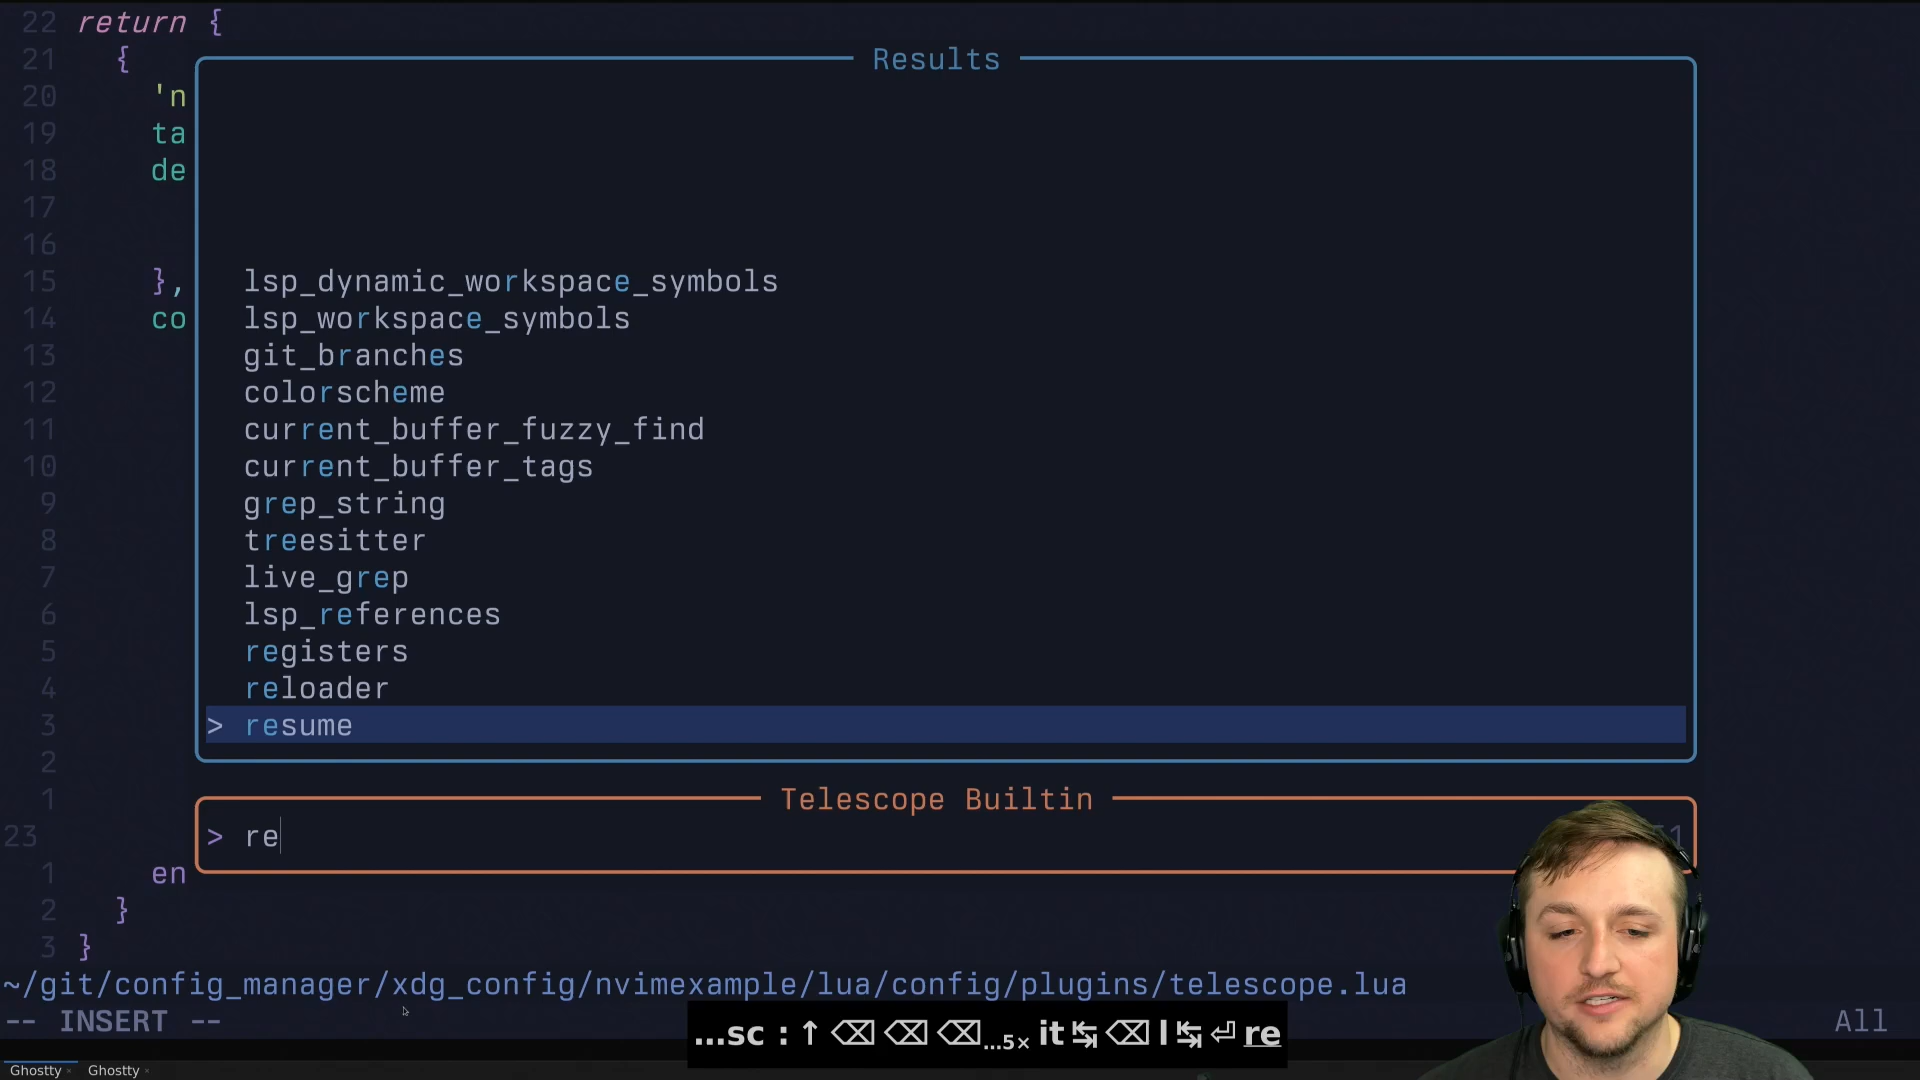 22 return {
21 {
Results
20 'n
19 ta
18 de
17
16
15 }, lsp_dynamic_workspace_symbols
14 co lsp_workspace_symbols
13 git_branches
12 colorscheme
11 current_buffer_fuzzy_find
10 current_buffer_tags
9 grep_string
8 treesitter
7 live_grep
6 lsp_references
5 registers
4 reloader
3 > resume
2
1 Telescope Builtin
23 > re
1 en
2 }
3 }
~/git/config_manager/xdg_config/nvimexample/lua/config/plugins/telescope.lua
-- INSERT -- All
...sc : ↑ ⌫ ⌫ ⌫...5× it ↹ ⌫ l ↹ ⏎ re
Ghostty Ghostty